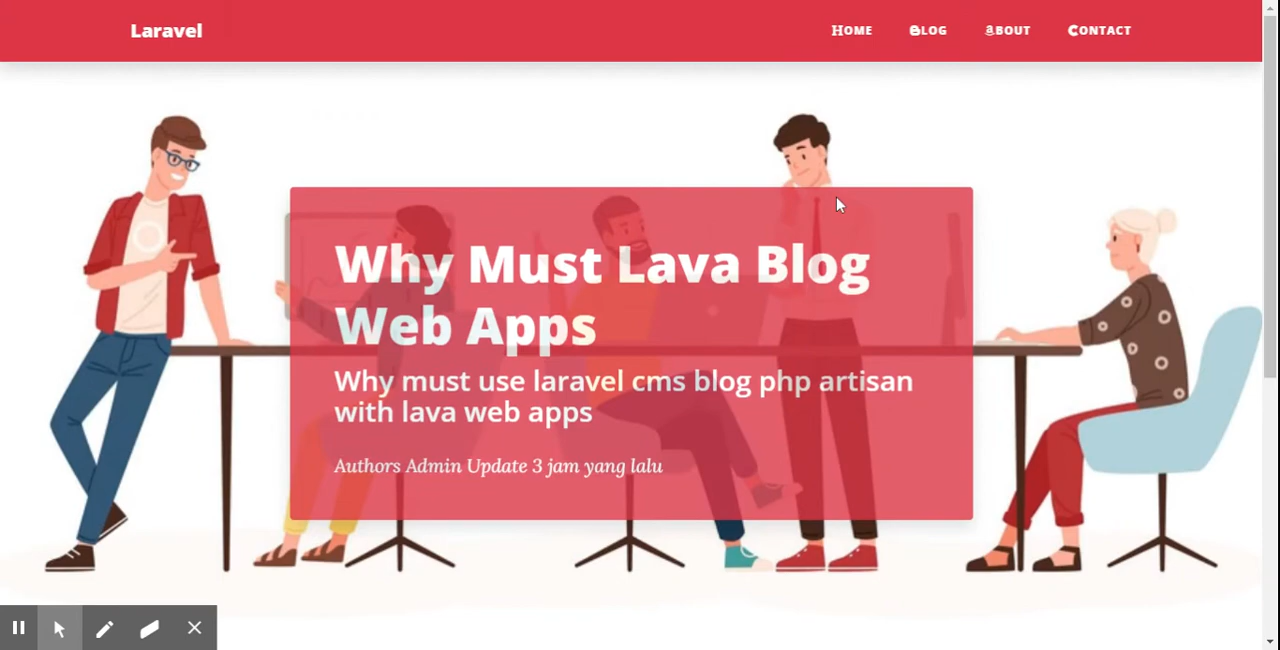 Laravel
Home Blog About Contact
Why Must Lava Blog
Web Apps
Why must use laravel cms blog php artisan
with lava web apps
Authors Admin Update 3 jam yang lalu